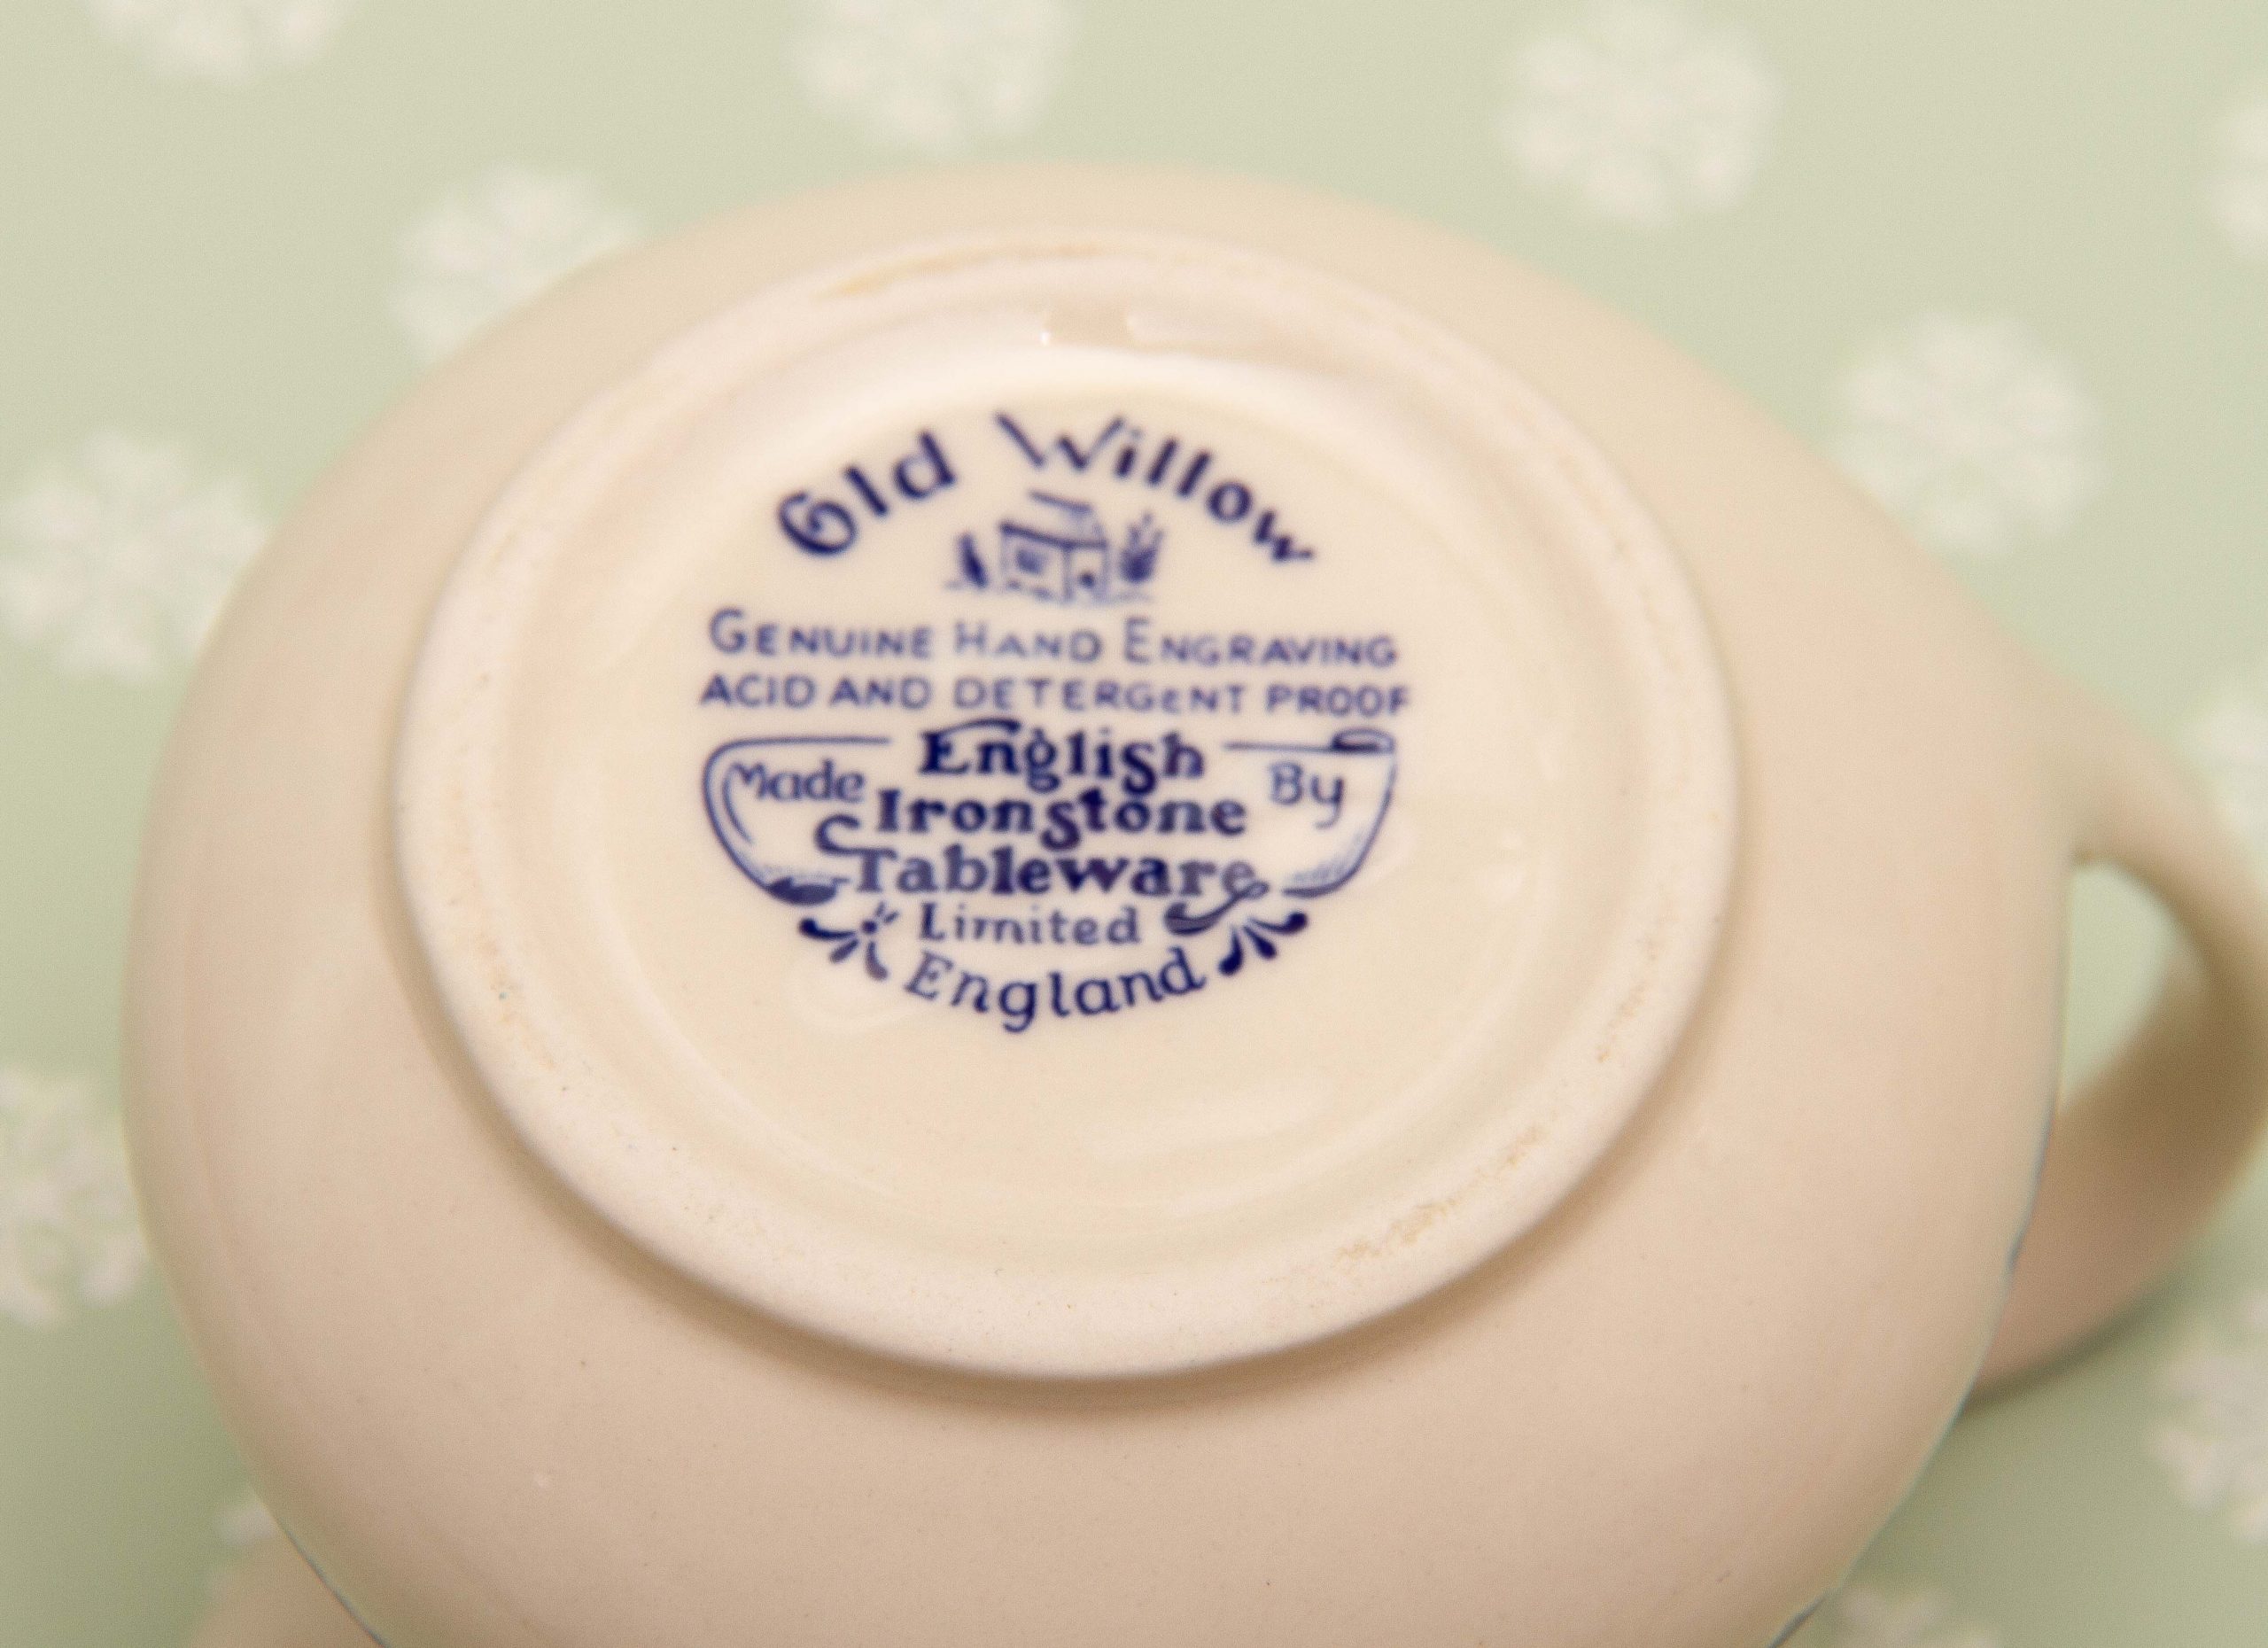 Old Willow
GENUINE HAND ENGRAVING
ACID AND DETERGENT PROOF
Made English By
Ironstone
Tableware
Limited
England